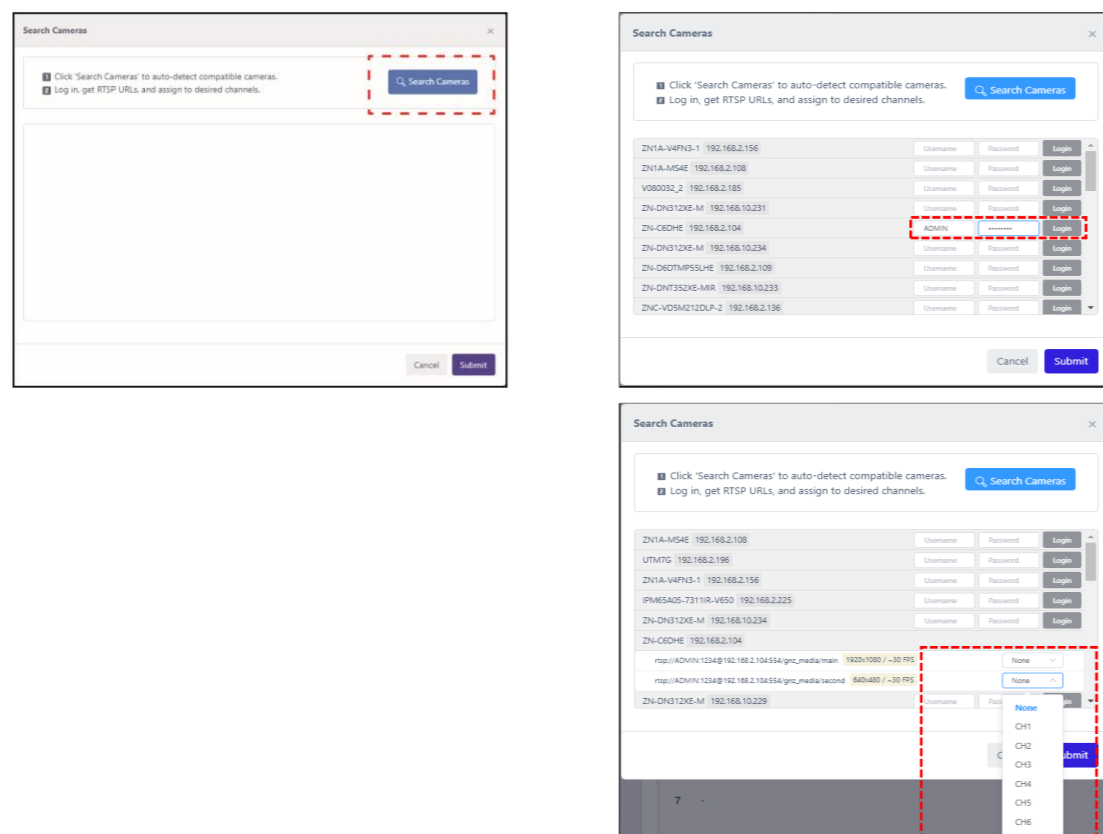 Search Cameras ×
1 Click 'Search Cameras' to auto-detect compatible cameras.
2 Log in, get RTSP URLs, and assign to desired channels.
Search Cameras
Cancel Submit
Search Cameras ×
1 Click 'Search Cameras' to auto-detect compatible cameras.
2 Log in, get RTSP URLs, and assign to desired channels.
Search Cameras
ZN1A-V4FN3-1 192.168.2.156 Username Password Login
ZN1A-MS4E 192.168.2.108 Username Password Login
V080032_2 192.168.2.185 Username Password Login
ZN-DN312XE-M 192.168.10.231 Username Password Login
ZN-C6DHE 192.168.2.104 ADMIN -------- Login
ZN-DN312XE-M 192.168.10.234 Username Password Login
ZN-D6DTMP55LHE 192.168.2.109 Username Password Login
ZN-DNT352XE-MIR 192.168.10.233 Username Password Login
ZNC-VD5M212DLP-2 192.168.2.136 Username Password Login
Cancel Submit
Search Cameras ×
1 Click 'Search Cameras' to auto-detect compatible cameras.
2 Log in, get RTSP URLs, and assign to desired channels.
Search Cameras
ZN1A-MS4E 192.168.2.108 Username Password Login
UTM7G 192.168.2.196 Username Password Login
ZN1A-V4FN3-1 192.168.2.156 Username Password Login
IPM65A05-7311IR-V650 192.168.2.225 Username Password Login
ZN-DN312XE-M 192.168.10.234 Username Password Login
ZN-C6DHE 192.168.2.104
rtsp://ADMIN:1234@192.168.2.104:554/gnz_media/main 1920x1080 / ~30 FPS None
rtsp://ADMIN:1234@192.168.2.104:554/gnz_media/second 640x480 / ~30 FPS None
ZN-DN312XE-M 192.168.10.229 Username Pass in
None
CH1
CH2
C ubmit
CH3
CH4
7 - CH5
CH6